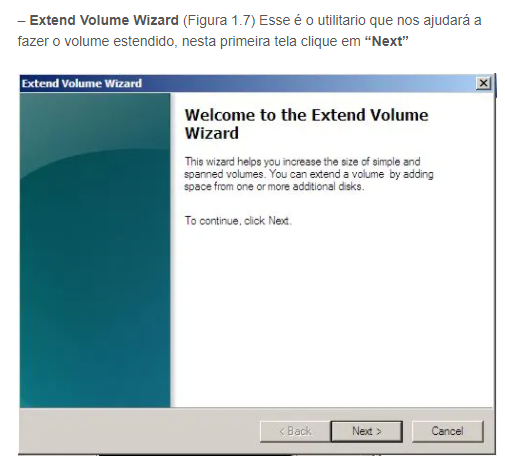 – Extend Volume Wizard (Figura 1.7) Esse é o utilitario que nos ajudará a
fazer o volume estendido, nesta primeira tela clique em “Next”
Extend Volume Wizard
Welcome to the Extend Volume
Wizard
This wizard helps you increase the size of simple and
spanned volumes. You can extend a volume by adding
space from one or more additional disks.
To continue, click Next.
< Back
Next >
Cancel